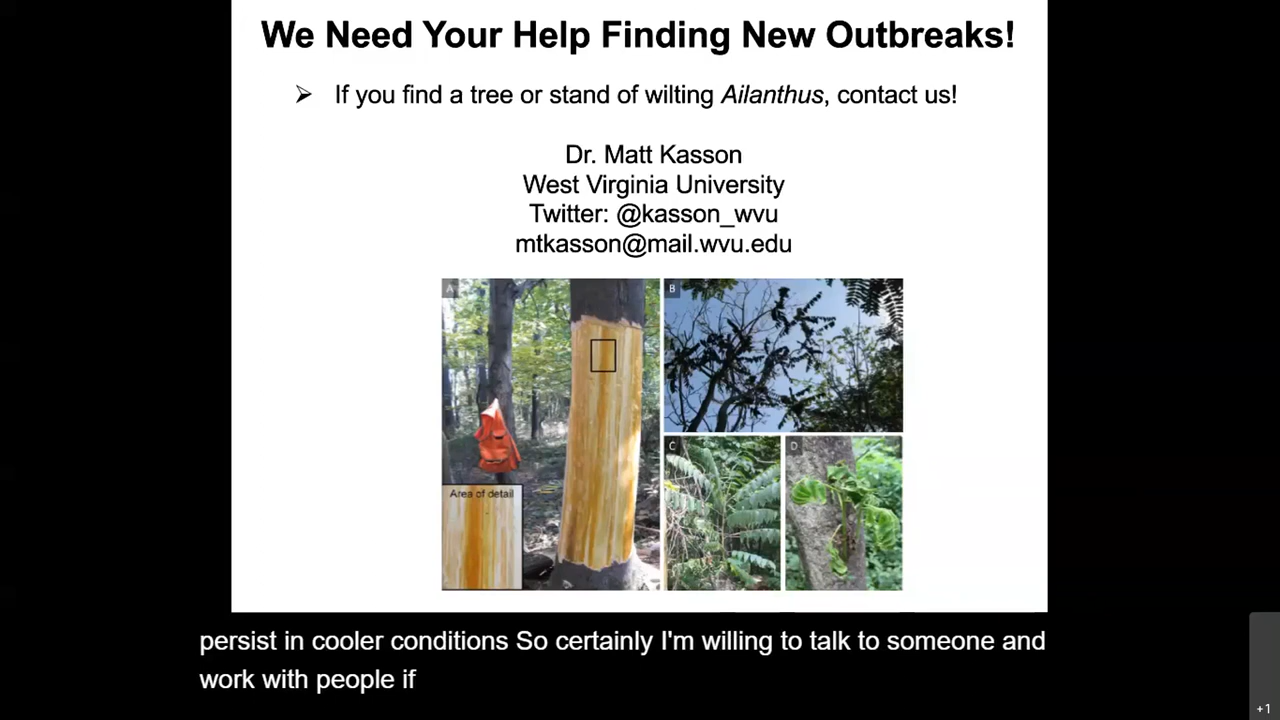 We Need Your Help Finding New Outbreaks!
➢ If you find a tree or stand of wilting Ailanthus, contact us!
Dr. Matt Kasson
West Virginia University
Twitter: @kasson_wvu
mtkasson@mail.wvu.edu
A
B
Area of detail
C
D
persist in cooler conditions So certainly I'm willing to talk to someone and
work with people if
+1